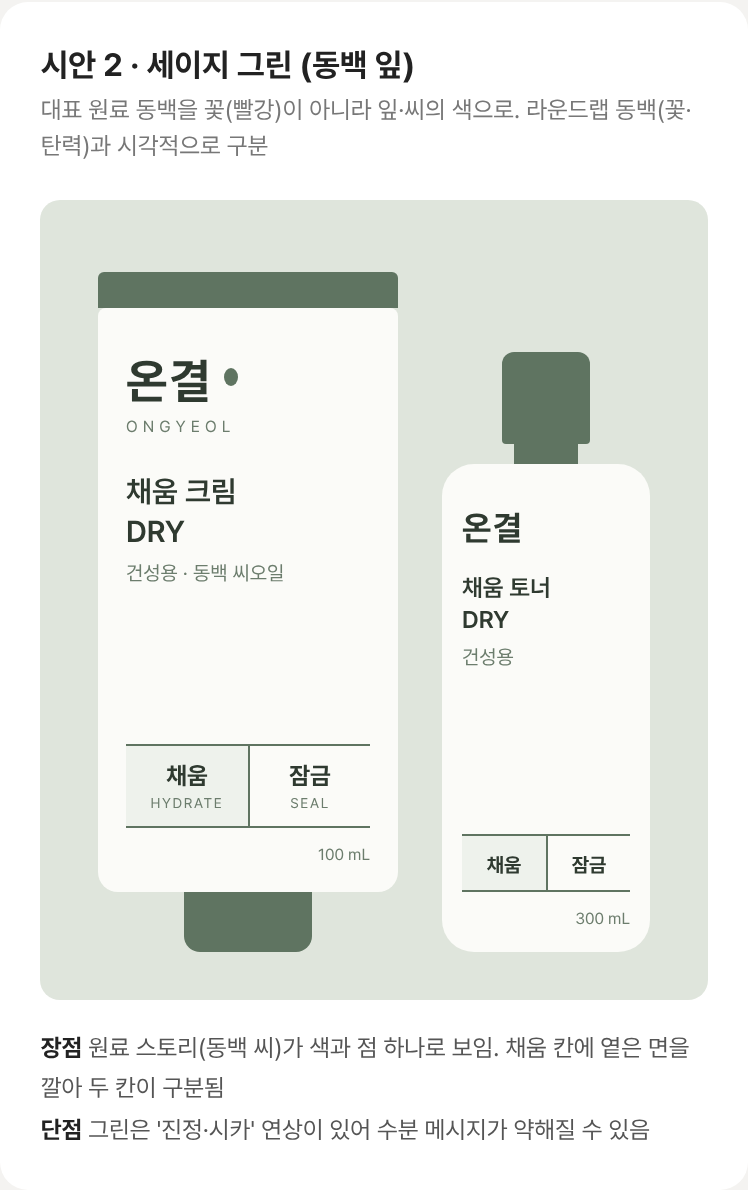 시안 2 · 세이지 그린 (동백 잎)
대표 원료 동백을 꽃(빨강)이 아니라 잎·씨의 색으로. 라운드랩 동백(꽃·
탄력)과 시각적으로 구분
온결
ONGYEOL
채움 크림
DRY
건성용 · 동백 씨오일
채움 잠금
HYDRATE SEAL
100 mL
온결
채움 토너
DRY
건성용
채움 잠금
300 mL
장점 원료 스토리(동백 씨)가 색과 점 하나로 보임. 채움 칸에 옅은 면을
깔아 두 칸이 구분됨
단점 그린은 '진정·시카' 연상이 있어 수분 메시지가 약해질 수 있음